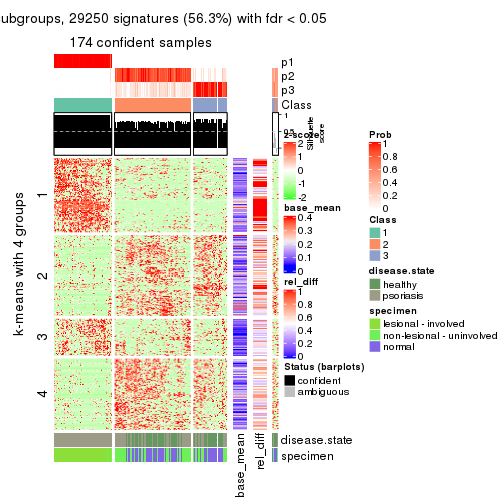 ubgroups, 29250 signatures (56.3%) with fdr < 0.05
174 confident samples
p1
p2
p3
Class
1
0.5
0
Silhouette
score
k-means with 4 groups
1
2
3
4
base_mean
rel_diff
disease.state
specimen
z-score
2
1
0
-1
-2
base_mean
0.4
0.3
0.2
0.1
0
rel_diff
1
0.8
0.6
0.4
0.2
0
Status (barplots)
confident
ambiguous
Prob
1
0.8
0.6
0.4
0.2
0
Class
1
2
3
disease.state
healthy
psoriasis
specimen
lesional - involved
non-lesional - uninvolved
normal